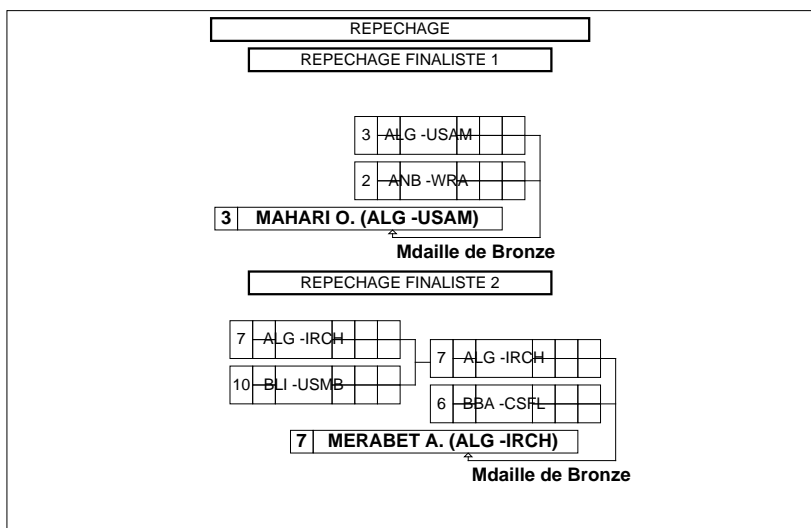 REPECHAGE
REPECHAGE FINALISTE 1
3 ALG -USAM
2 ANB -WRA
3 MAHARI O. (ALG -USAM)
Mdaille de Bronze
REPECHAGE FINALISTE 2
7 ALG -IRCH
10 BLI -USMB
7 ALG -IRCH
6 BBA -CSFL
7 MERABET A. (ALG -IRCH)
Mdaille de Bronze